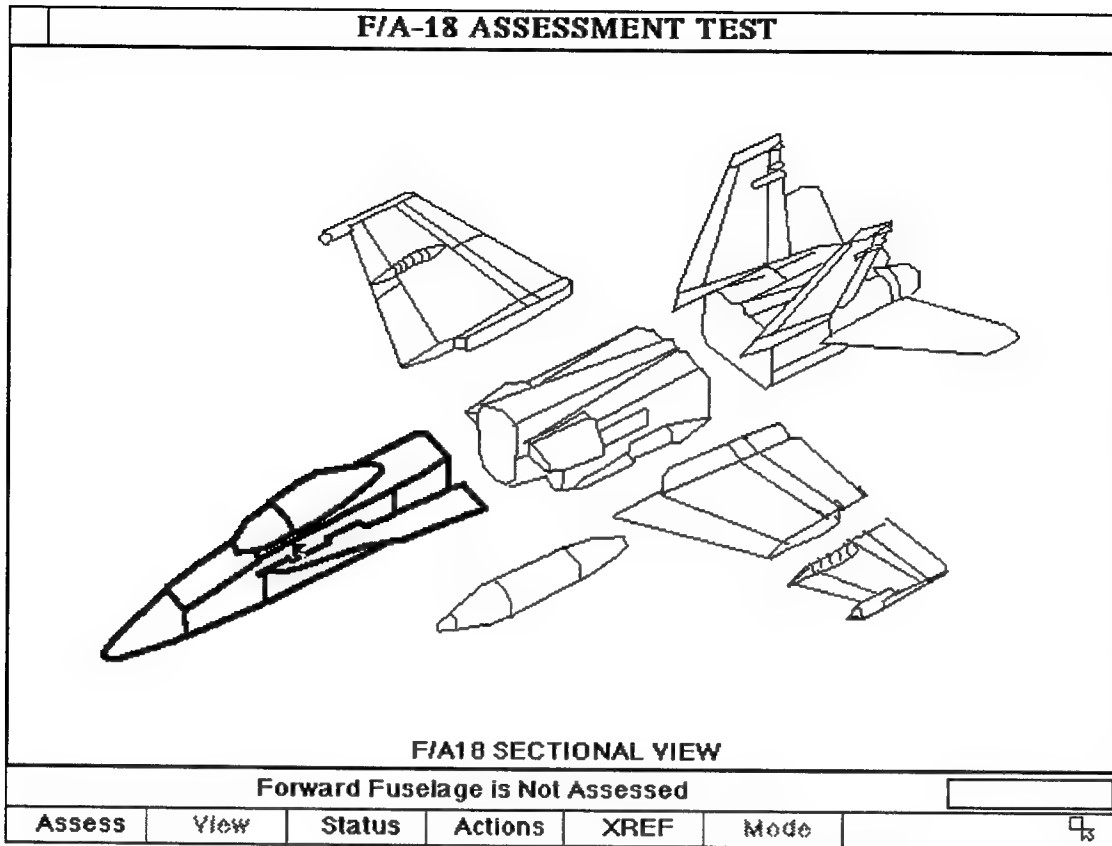 F/A-18 ASSESSMENT TEST
F/A18 SECTIONAL VIEW
Forward Fuselage is Not Assessed
Assess View Status Actions XREF Mode